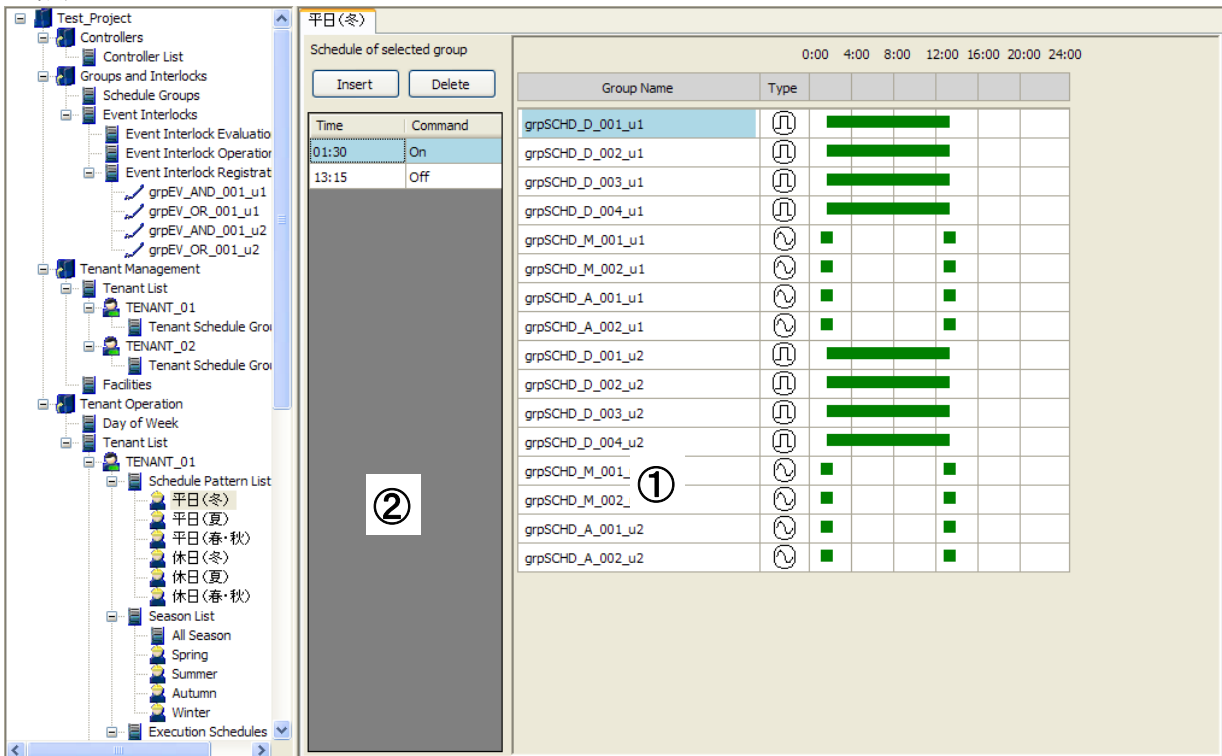 Test_Project
Controllers
Controller List
Groups and Interlocks
Schedule Groups
Event Interlocks
Event Interlock Evaluatio
Event Interlock Operation
Event Interlock Registrat
grpEV_AND_001_u1
grpEV_OR_001_u1
grpEV_AND_001_u2
grpEV_OR_001_u2
Tenant Management
Tenant List
TENANT_01
Tenant Schedule Grou
TENANT_02
Tenant Schedule Grou
Facilities
Tenant Operation
Day of Week
Tenant List
TENANT_01
Schedule Pattern List
平日(冬)
平日(夏)
平日(春・秋)
休日(冬)
休日(夏)
休日(春・秋)
Season List
All Season
Spring
Summer
Autumn
Winter
Execution Schedules
平日(冬)
Schedule of selected group
Insert Delete
Time Command
01:30 On
13:15 Off
②
0:00 4:00 8:00 12:00 16:00 20:00 24:00
Group Name Type
grpSCHD_D_001_u1
grpSCHD_D_002_u1
grpSCHD_D_003_u1
grpSCHD_D_004_u1
grpSCHD_M_001_u1
grpSCHD_M_002_u1
grpSCHD_A_001_u1
grpSCHD_A_002_u1
grpSCHD_D_001_u2
grpSCHD_D_002_u2
grpSCHD_D_003_u2
grpSCHD_D_004_u2
grpSCHD_M_001_
①
grpSCHD_M_002_
grpSCHD_A_001_u2
grpSCHD_A_002_u2